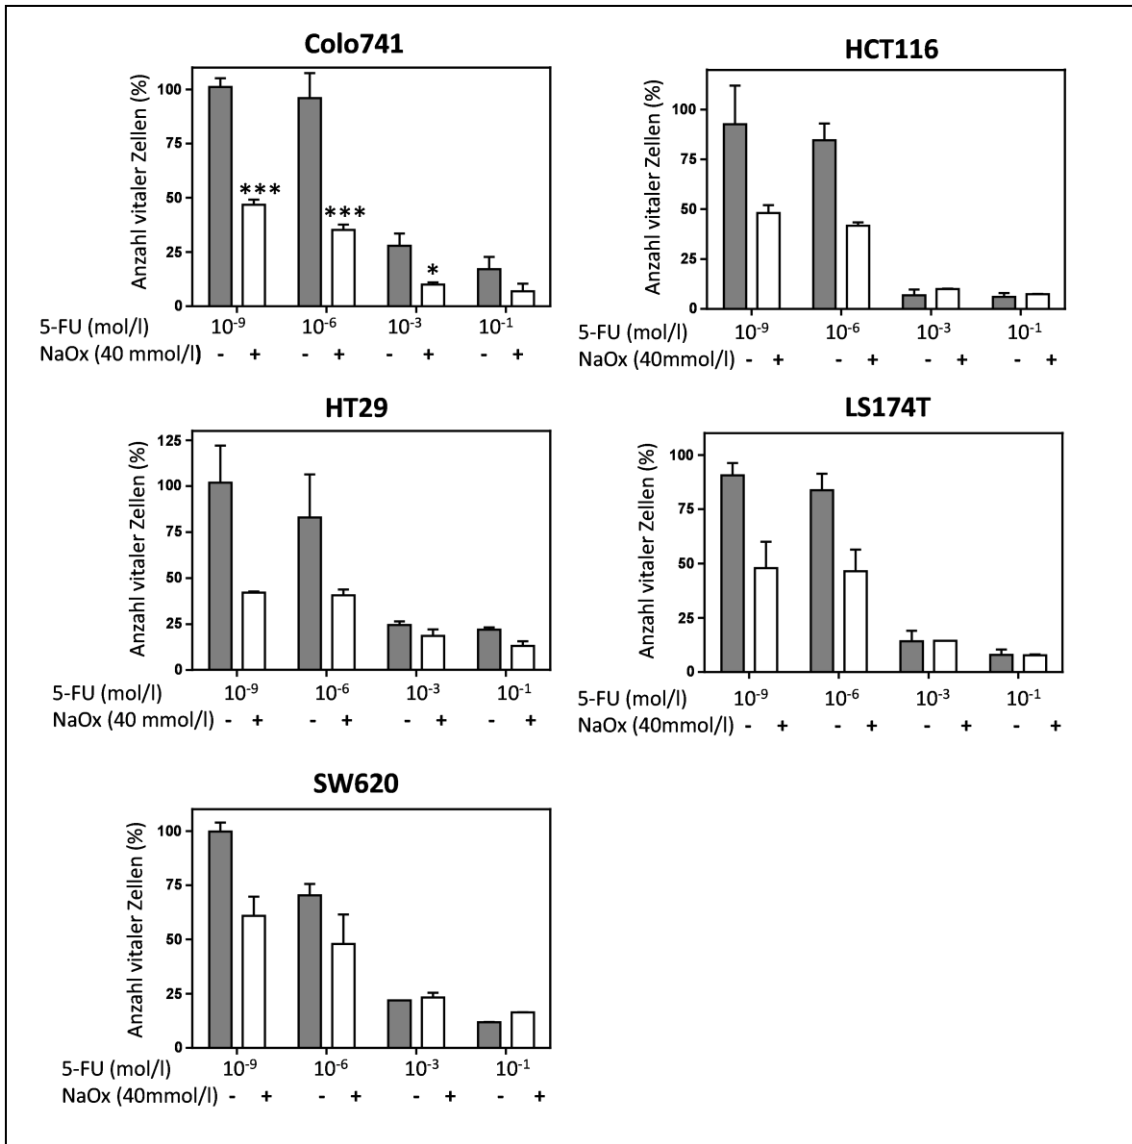 Colo741
Anzahl vitaler Zellen (%)
100
75
50
25
0
***
***
*
5-FU (mol/l) 10⁻⁹ 10⁻⁶ 10⁻³ 10⁻¹
NaOx (40 mmol/l) - + - + - + - +
HCT116
Anzahl vitaler Zellen (%)
100
75
50
25
0
5-FU (mol/l) 10⁻⁹ 10⁻⁶ 10⁻³ 10⁻¹
NaOx (40mmol/l) - + - + - + - +
HT29
Anzahl vitaler Zellen (%)
125
100
75
50
25
0
5-FU (mol/l) 10⁻⁹ 10⁻⁶ 10⁻³ 10⁻¹
NaOx (40 mmol/l) - + - + - + - +
LS174T
Anzahl vitaler Zellen (%)
100
75
50
25
0
5-FU (mol/l) 10⁻⁹ 10⁻⁶ 10⁻³ 10⁻¹
NaOx (40mmol/l) - + - + - + - +
SW620
Anzahl vitaler Zellen (%)
100
75
50
25
0
5-FU (mol/l) 10⁻⁹ 10⁻⁶ 10⁻³ 10⁻¹
NaOx (40mmol/l) - + - + - + - +